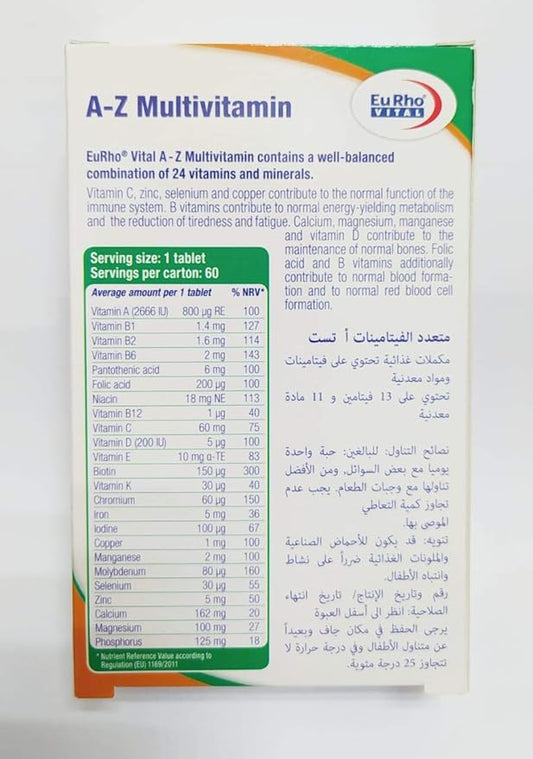 A-Z Multivitamin
EuRho®
VITAL
EuRho® Vital A - Z Multivitamin contains a well-balanced
combination of 24 vitamins and minerals.
Vitamin C, zinc, selenium and copper contribute to the normal function of the
immune system. B vitamins contribute to normal energy-yielding metabolism
and the reduction of tiredness and fatigue. Calcium, magnesium, manganese
and vitamin D contribute to the
maintenance of normal bones. Folic
acid and B vitamins additionally
contribute to normal blood forma-
tion and to normal red blood cell
formation.
Serving size: 1 tablet
Servings per carton: 60
Average amount per 1 tablet % NRV*
Vitamin A (2666 IU) 800 µg RE 100
Vitamin B1 1.4 mg 127
Vitamin B2 1.6 mg 114
Vitamin B6 2 mg 143
Pantothenic acid 6 mg 100
Folic acid 200 µg 100
Niacin 18 mg NE 113
Vitamin B12 1 µg 40
Vitamin C 60 mg 75
Vitamin D (200 IU) 5 µg 100
Vitamin E 10 mg α-TE 83
Biotin 150 µg 300
Vitamin K 30 µg 40
Chromium 60 µg 150
Iron 5 mg 36
Iodine 100 µg 67
Copper 1 mg 100
Manganese 2 mg 100
Molybdenum 80 µg 160
Selenium 30 µg 55
Zinc 5 mg 50
Calcium 162 mg 20
Magnesium 100 mg 27
Phosphorus 125 mg 18
* Nutrient Reference Value according to
Regulation (EU) 1169/2011
متعدد الفيتامينات أ تست
مكملات غذائية تحتوي على فيتامينات
ومواد معدنية
تحتوي على 13 فيتامين و 11 مادة
معدنية
نصائح التناول: للبالغين: حبة واحدة
يوميا مع بعض السوائل, ومن الأفضل
تناولها مع وجبات الطعام. يجب عدم
تجاوز كمية التعاطي
الموصى بها.
تنويه: قد يكون للأحماض الصناعية
والملونات الغذائية ضرراً على نشاط
وانتباه الأطفال.
رقم وتاريخ الإنتاج/ تاريخ انتهاء
الصلاحية: انظر الى أسفل العبوة
يرجى الحفظ في مكان جاف وبعيداً
عن متناول الأطفال وفي درجة حرارة لا
تتجاوز 25 درجة مئوية.